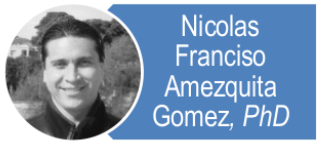 Nicolas
Franciso
Amezquita
Gomez, PhD